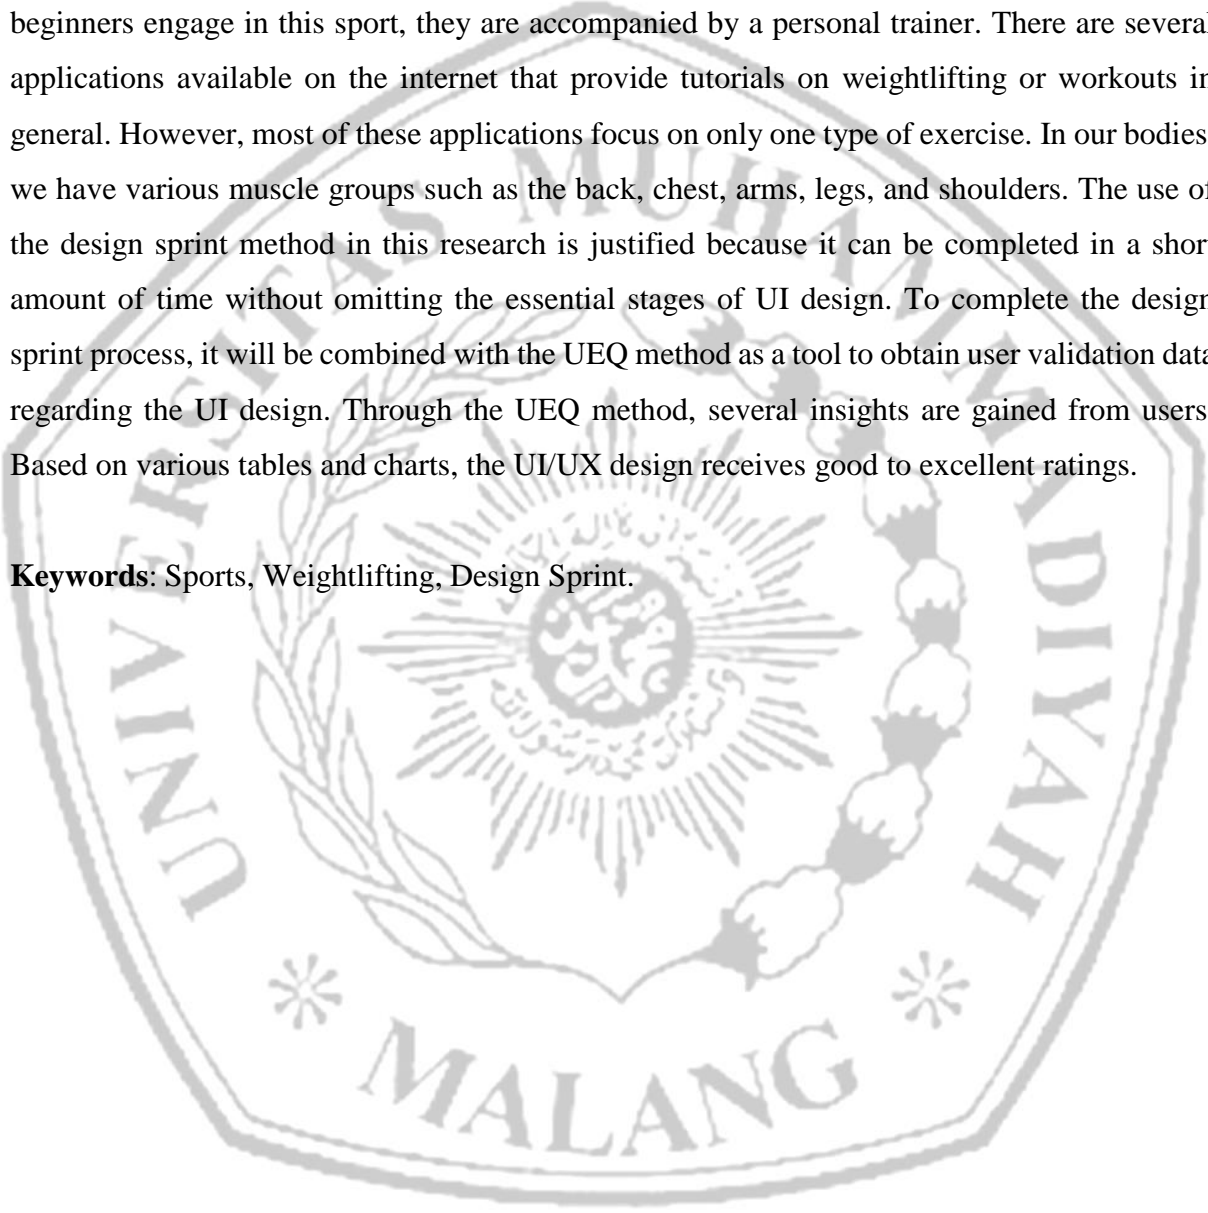 beginners engage in this sport, they are accompanied by a personal trainer. There are several
applications available on the internet that provide tutorials on weightlifting or workouts in
general. However, most of these applications focus on only one type of exercise. In our bodies
we have various muscle groups such as the back, chest, arms, legs, and shoulders. The use of
the design sprint method in this research is justified because it can be completed in a short
amount of time without omitting the essential stages of UI design. To complete the design
sprint process, it will be combined with the UEQ method as a tool to obtain user validation data
regarding the UI design. Through the UEQ method, several insights are gained from users
Based on various tables and charts, the UI/UX design receives good to excellent ratings.
Keywords: Sports, Weightlifting, Design Sprint.
UNIVERSITAS MUHAMMADIYAH
MALANG